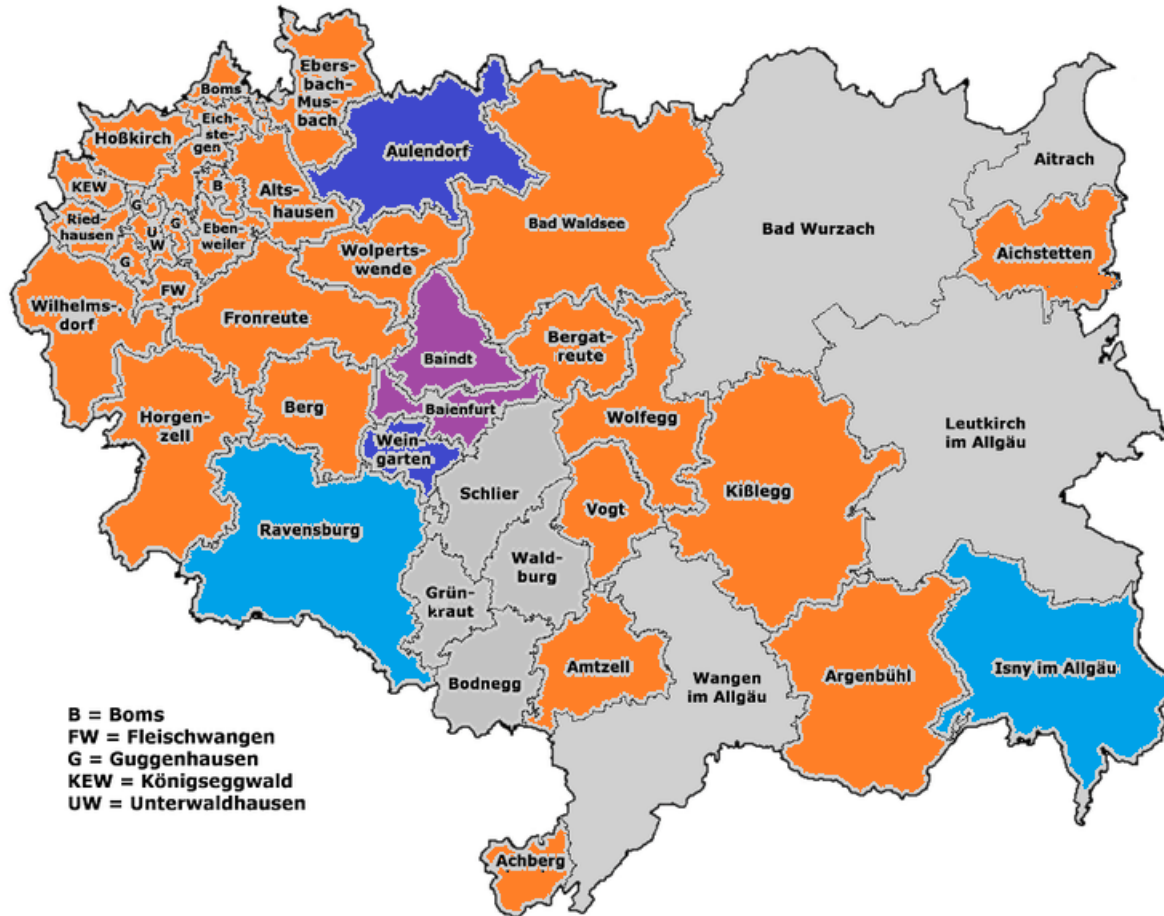 Ebers-
bach-
Mus-
bach
Boms
Eich-
ste-
gen
Hoßkirch
Aulendorf
Aitrach
KEW
B
Alts-
hausen
G
Ried-
hausen
U
W
G
Eben-
weiler
Bad Waldsee
Bad Wurzach
Aichstetten
Wolperts-
wende
G
FW
Wilhelms-
dorf
Fronreute
Bergat-
reute
Baindt
Berg
Baienfurt
Horgen-
zell
Wolfegg
Leutkirch
im Allgäu
Wein-
garten
Schlier
Kißlegg
Vogt
Ravensburg
Wald-
burg
Grün-
kraut
Amtzell
Isny im Allgäu
Argenbühl
Wangen
im Allgäu
Bodnegg
B = Boms
FW = Fleischwangen
G = Guggenhausen
KEW = Königseggwald
UW = Unterwaldhausen
Achberg